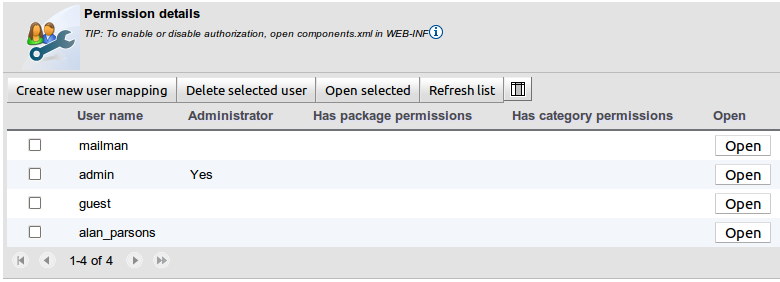 Permission details
TIP: To enable or disable authorization, open components.xml in WEB-INF
Create new user mapping Delete selected user Open selected Refresh list
User name Administrator Has package permissions Has category permissions Open
mailman Open
admin Yes Open
guest Open
alan_parsons Open
1-4 of 4